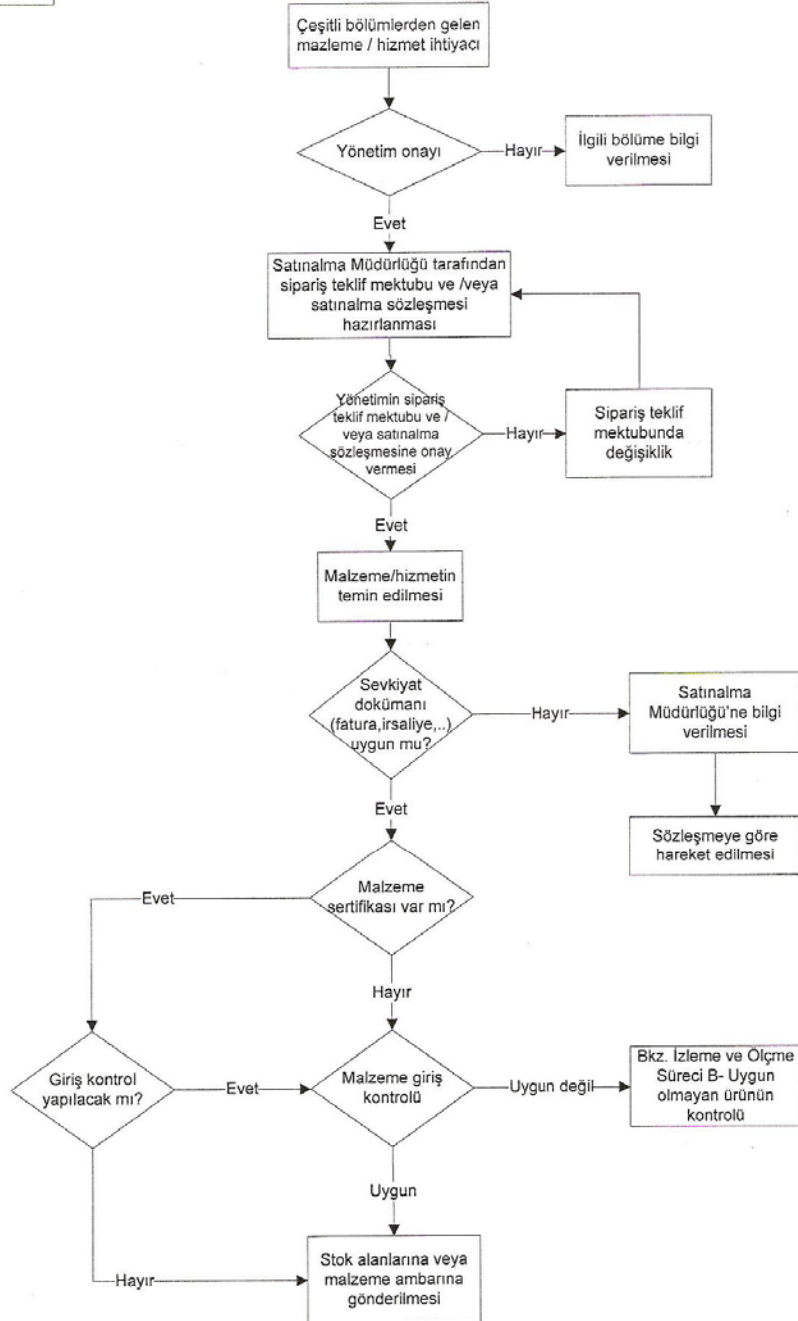 Çeşitli bölümlerden gelen
mazleme / hizmet ihtiyacı
Yönetim onayı
Hayır
İlgili bölüme bilgi
verilmesi
Evet
Satınalma Müdürlüğü tarafından
sipariş teklif mektubu ve /veya
satınalma sözleşmesi
hazırlanması
Yönetimin sipariş
teklif mektubu ve /
veya satınalma
sözleşmesine onay
vermesi
Hayır
Sipariş teklif
mektubunda
değişiklik
Evet
Malzeme/hizmetin
temin edilmesi
Sevkiyat
dokümanı
(fatura,irsaliye,..)
uygun mu?
Hayır
Satınalma
Müdürlüğü'ne bilgi
verilmesi
Evet
Sözleşmeye göre
hareket edilmesi
Malzeme
sertifikası var mı?
Evet
Hayır
Giriş kontrol
yapılacak mı?
Evet
Malzeme giriş
kontrolü
Uygun değil
Bkz. İzleme ve Ölçme
Süreci B- Uygun
olmayan ürünün
kontrolü
Uygun
Hayır
Stok alanlarına veya
malzeme ambarına
gönderilmesi